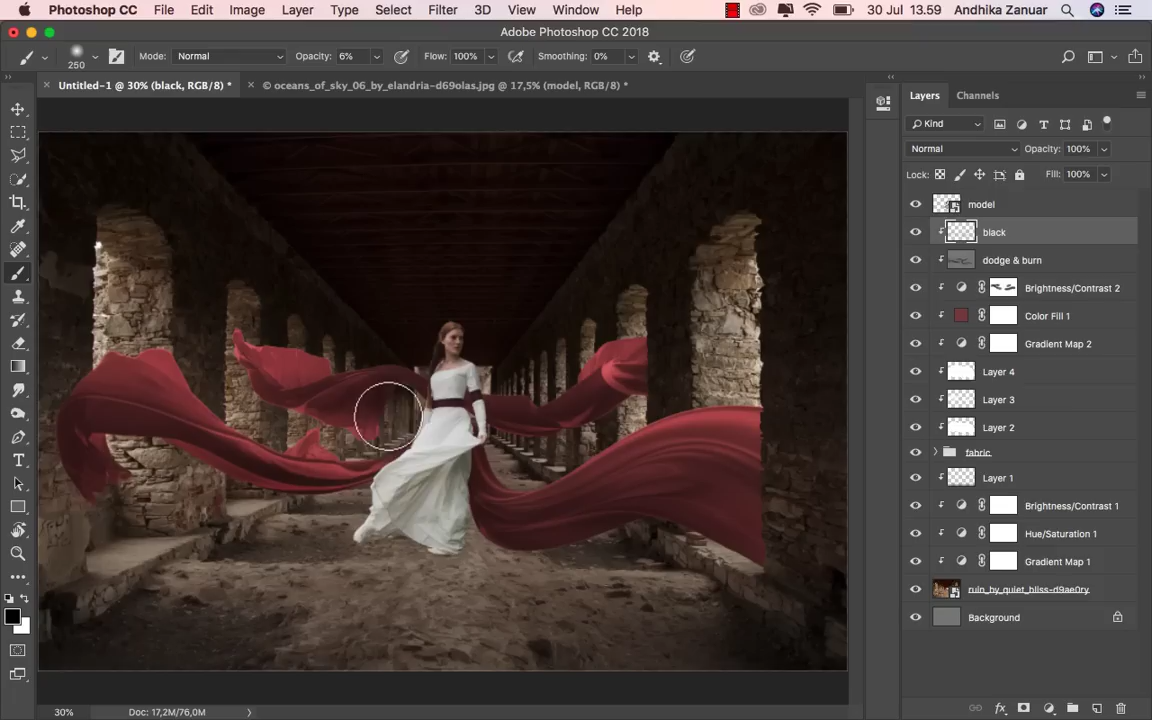 Photoshop CC File Edit Image Layer Type Select Filter 3D View Window Help 30 Jul 13.59 Andhika Zanuar
Adobe Photoshop CC 2018
250 Mode: Normal Opacity: 6% Flow: 100% Smoothing: 0%
Untitled-1 @ 30% (black, RGB/8) * © oceans_of_sky_06_by_elandria-d69olas.jpg @ 17,5% (model, RGB/8) *
Layers Channels
Kind
Normal Opacity: 100%
Lock: Fill: 100%
model
black
dodge & burn
Brightness/Contrast 2
Color Fill 1
Gradient Map 2
Layer 4
Layer 3
Layer 2
fabric
Layer 1
Brightness/Contrast 1
Hue/Saturation 1
Gradient Map 1
ruin_by_quiet_bliss-d9ae0ry
Background
30% Doc: 17,2M/76,0M